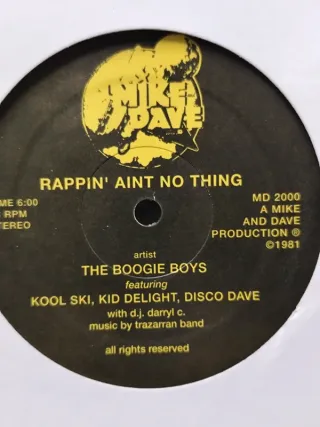 MIKE-
DAVE
RAPPIN' AINT NO THING
ME 6:00
RPM
TEREO
MD 2000
A MIKE
AND DAVE
PRODUCTION ℗
©1981
artist
THE BOOGIE BOYS
featuring
KOOL SKI, KID DELIGHT, DISCO DAVE
with d.j. darryl c.
music by trazarran band
all rights reserved